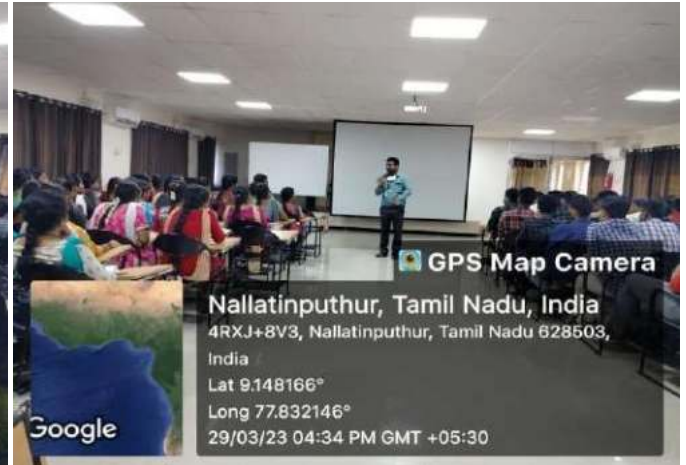 GPS Map Camera
Nallatinputhur, Tamil Nadu, India
4RXJ+8V3, Nallatinputhur, Tamil Nadu 628503,
India
Lat 9.148166°
Long 77.832146°
29/03/23 04:34 PM GMT +05:30
Google